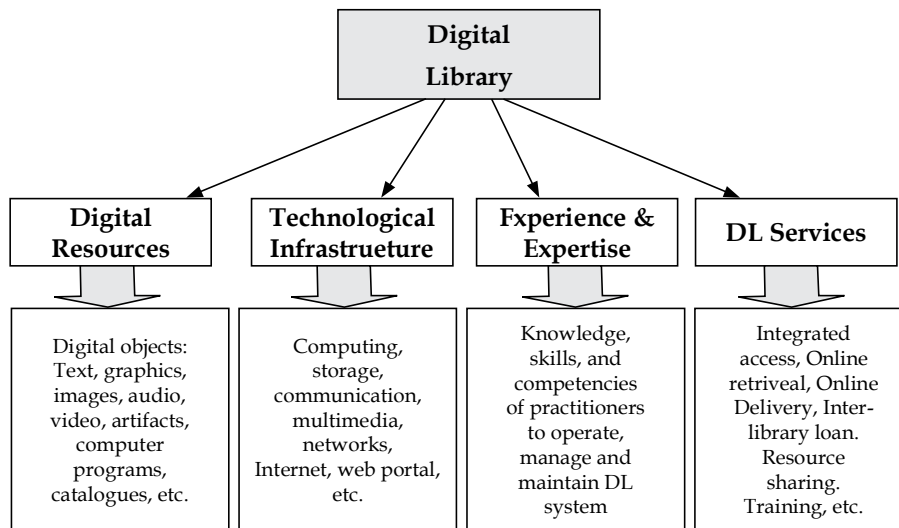 Digital
Library
Digital
Resources
Technological
Infrastrueture
Fxperience &
Expertise
DL Services
Digital objects:
Text, graphics,
images, audio,
video, artifacts,
computer
programs,
catalogues, etc.
Computing,
storage,
communication,
multimedia,
networks,
Internet, web portal,
etc.
Knowledge,
skills, and
competencies
of practitioners
to operate,
manage and
maintain DL
system
Integrated
access, Online
retriveal, Online
Delivery, Inter-
library loan.
Resource
sharing.
Training, etc.